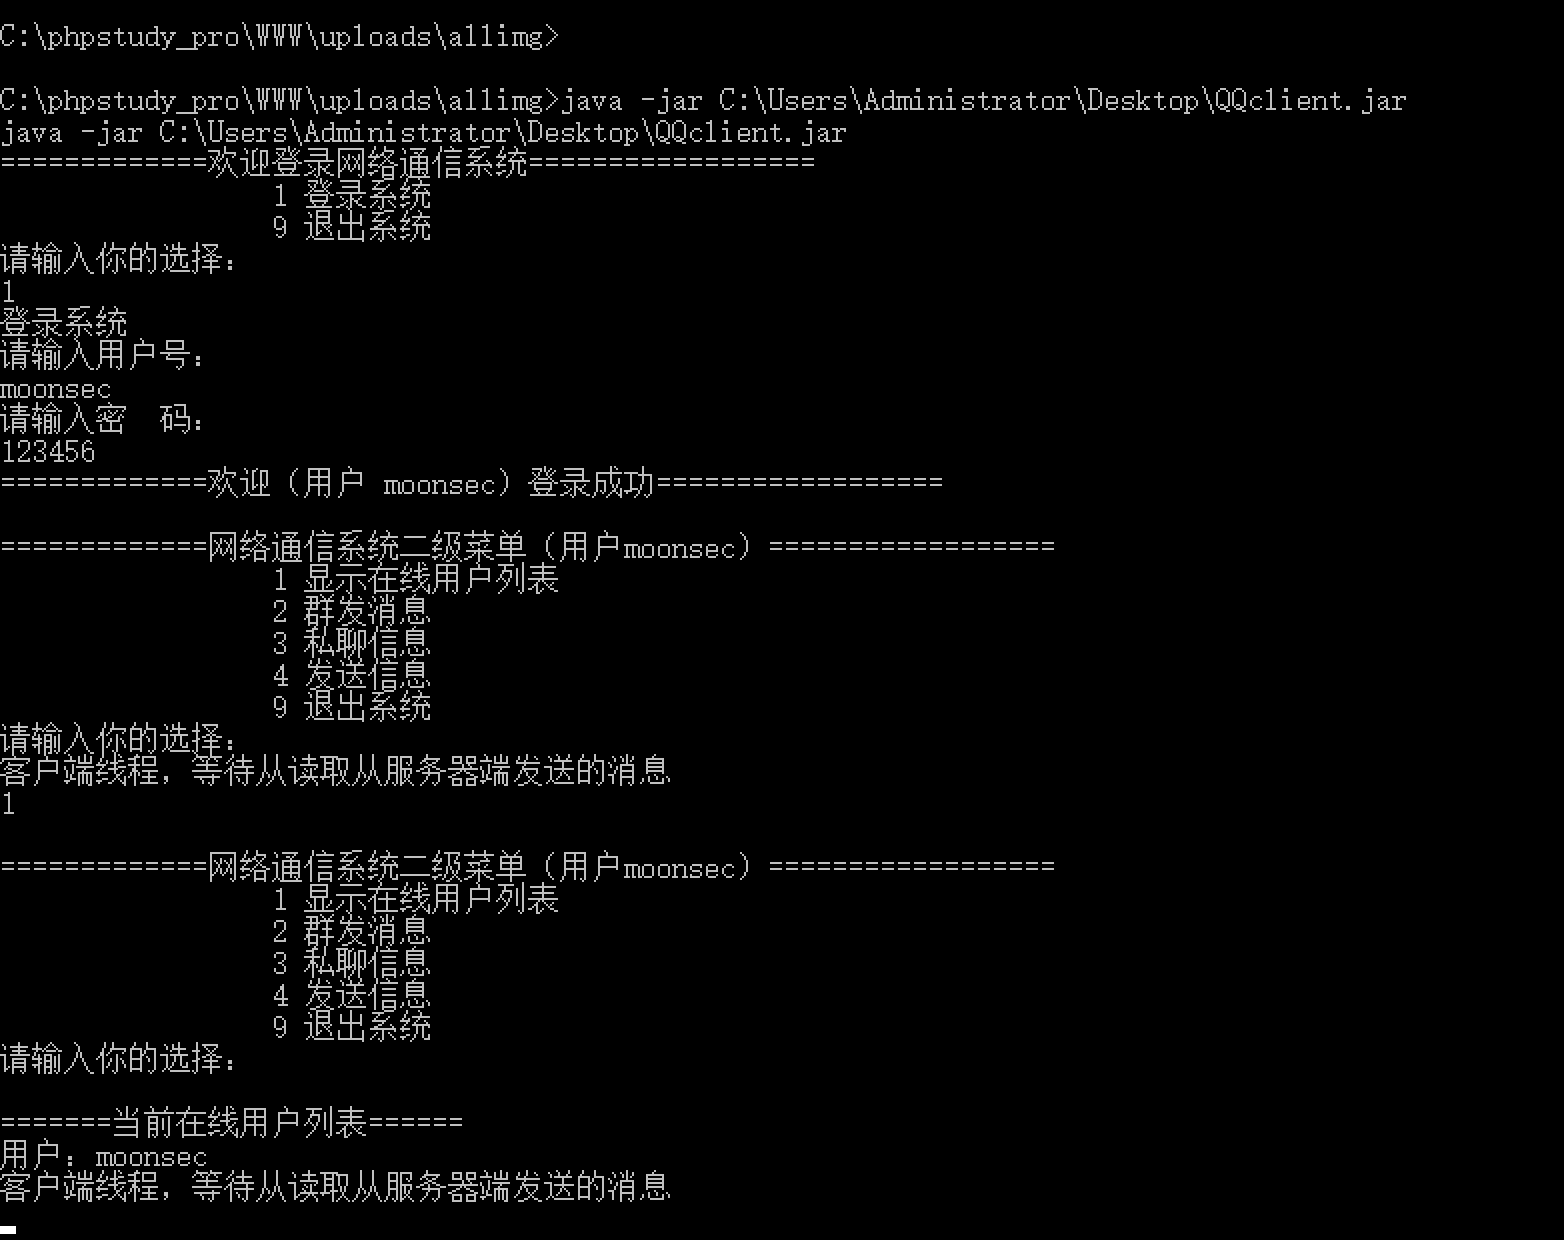 C:\phpstudy_pro\WWW\uploads\allimg>
C:\phpstudy_pro\WWW\uploads\allimg>java -jar C:\Users\Administrator\Desktop\QQclient.jar
java -jar C:\Users\Administrator\Desktop\QQclient.jar
=============欢迎登录网络通信系统==================
1 登录系统
9 退出系统
请输入你的选择：
1
登录系统
请输入用户号：
moonsec
请输入密　码：
123456
=============欢迎（用户 moonsec）登录成功==================
=============网络通信系统二级菜单（用户moonsec）==================
1 显示在线用户列表
2 群发消息
3 私聊信息
4 发送信息
9 退出系统
请输入你的选择：
客户端线程，等待从读取从服务器端发送的消息
1
=============网络通信系统二级菜单（用户moonsec）==================
1 显示在线用户列表
2 群发消息
3 私聊信息
4 发送信息
9 退出系统
请输入你的选择：
=======当前在线用户列表======
用户：moonsec
客户端线程，等待从读取从服务器端发送的消息